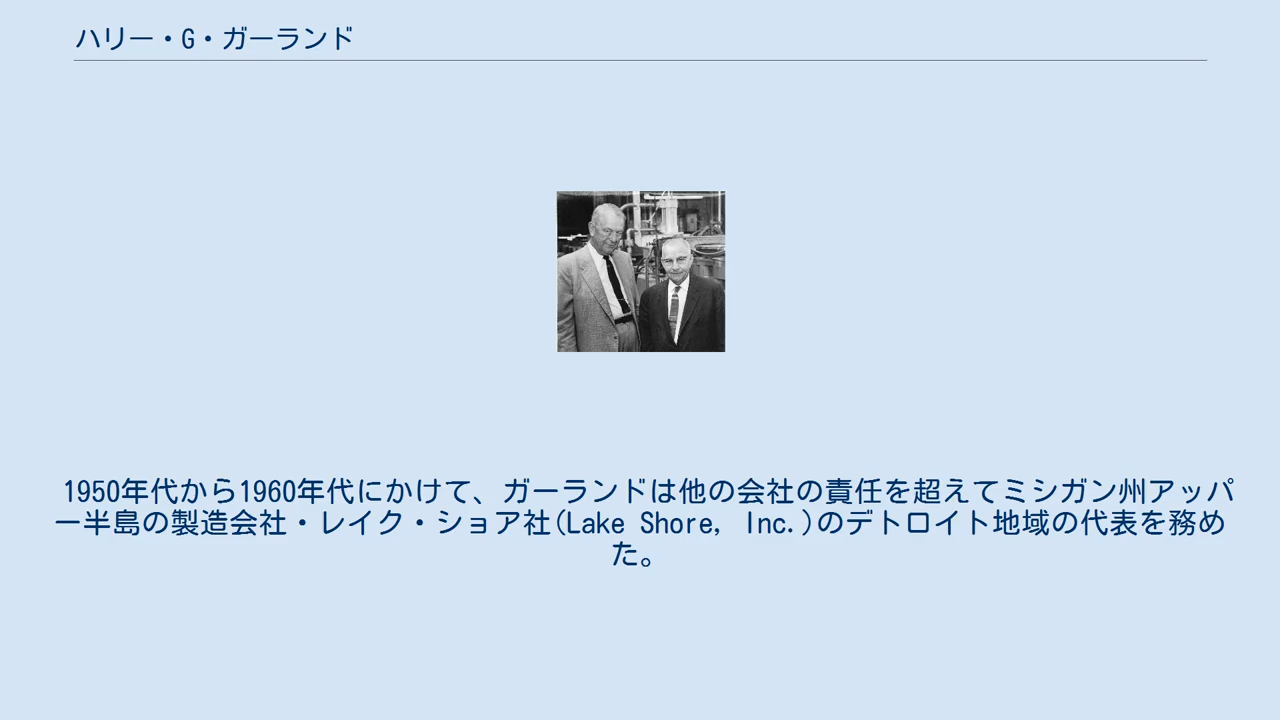 ハリー・G・ガーランド
1950年代から1960年代にかけて、ガーランドは他の会社の責任を超えてミシガン州アッパ
ー半島の製造会社・レイク・ショア社(Lake Shore, Inc.)のデトロイト地域の代表を務め
た。